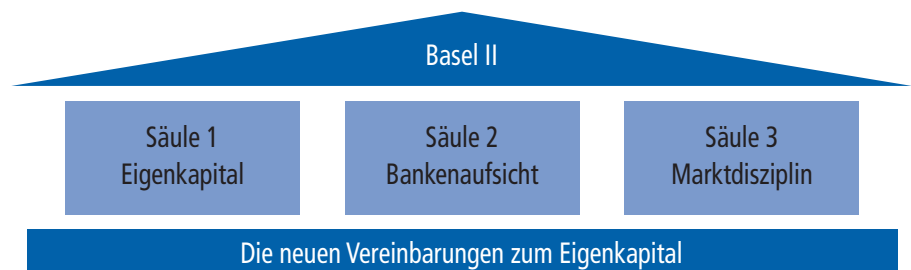 Basel II
Säule 1
Eigenkapital
Säule 2
Bankenaufsicht
Säule 3
Marktdisziplin
Die neuen Vereinbarungen zum Eigenkapital